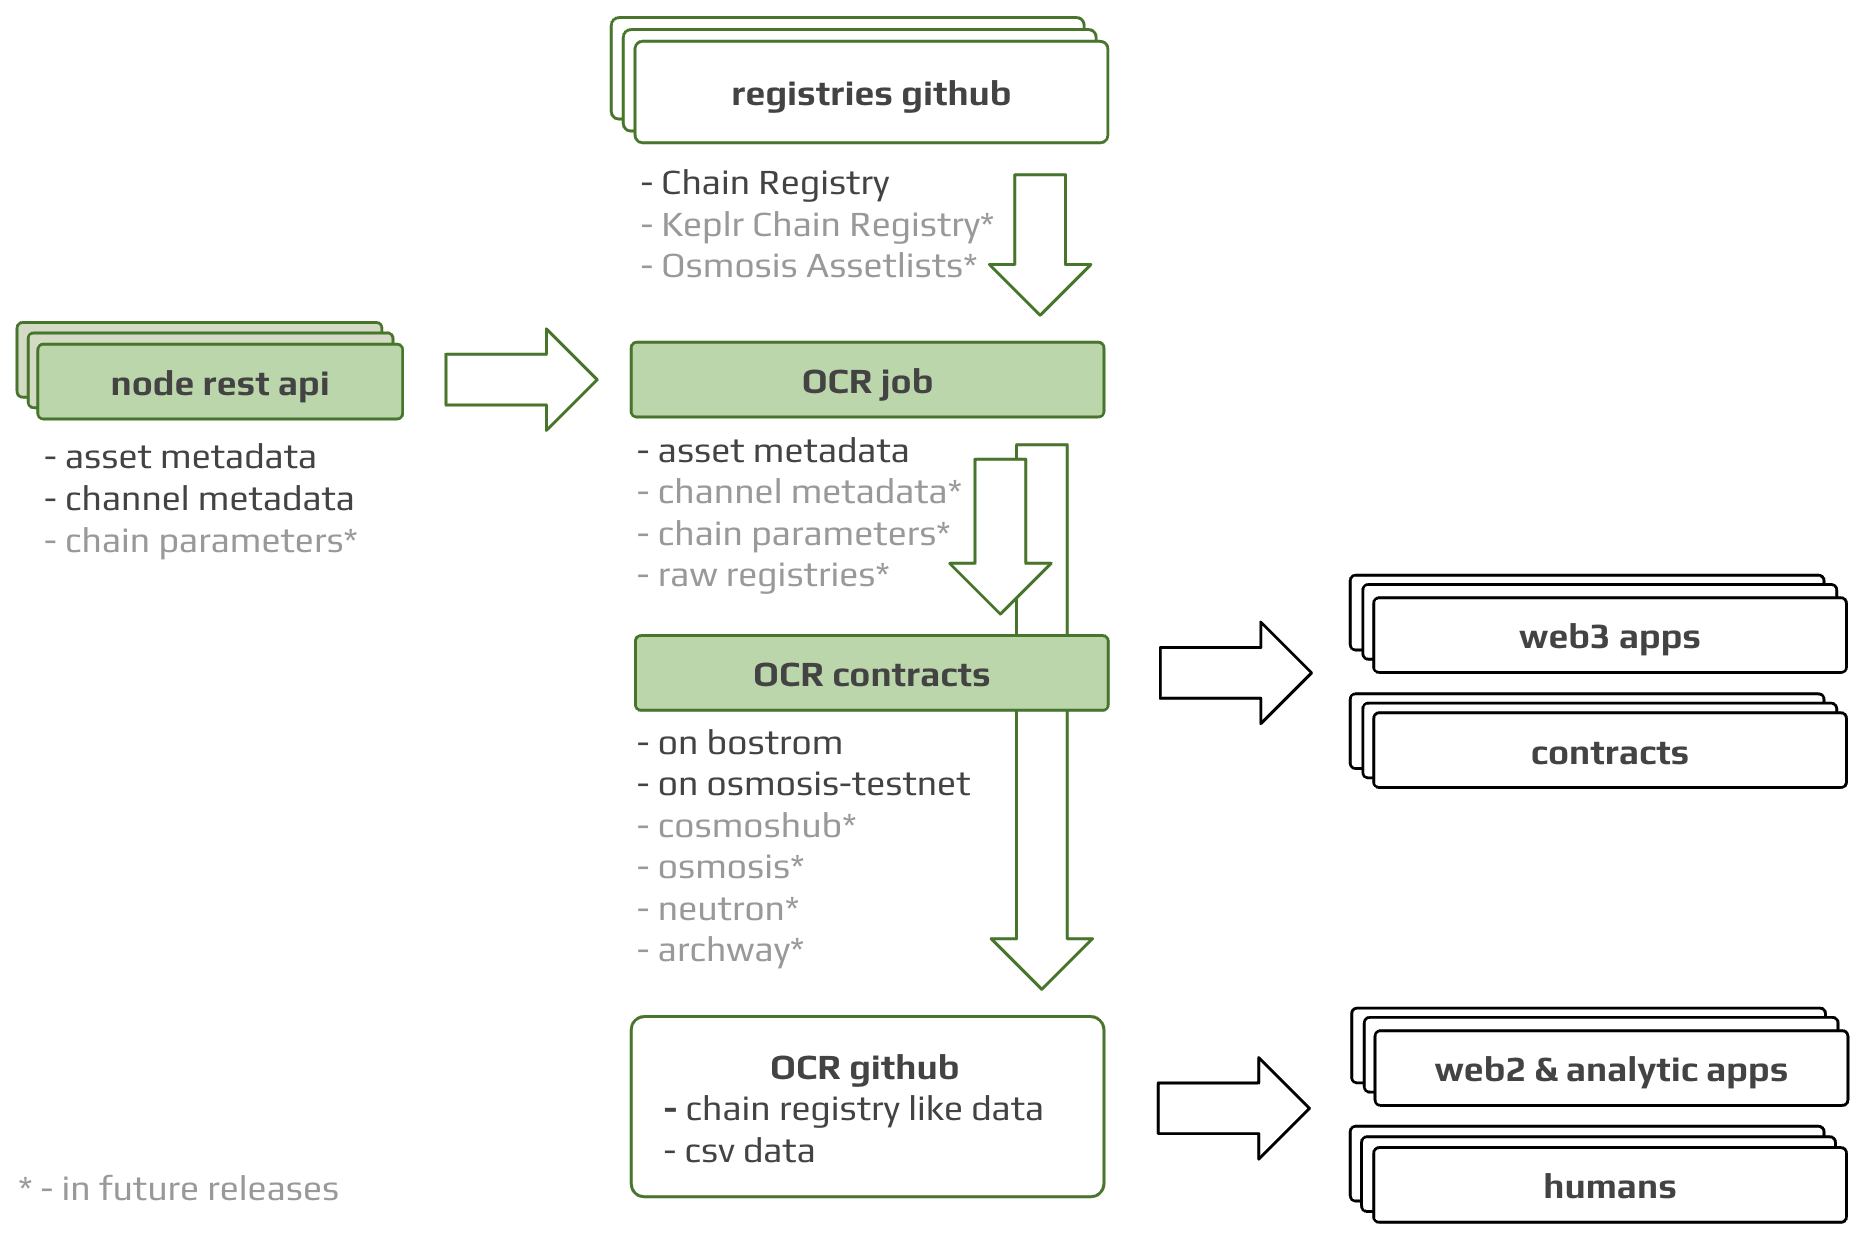 registries github
- Chain Registry
- Keplr Chain Registry*
- Osmosis Assetlists*
node rest api
- asset metadata
- channel metadata
- chain parameters*
OCR job
- asset metadata
- channel metadata*
- chain parameters*
- raw registries*
OCR contracts
- on bostrom
- on osmosis-testnet
- cosmoshub*
- osmosis*
- neutron*
- archway*
web3 apps
contracts
OCR github
- chain registry like data
- csv data
web2 & analytic apps
humans
* - in future releases